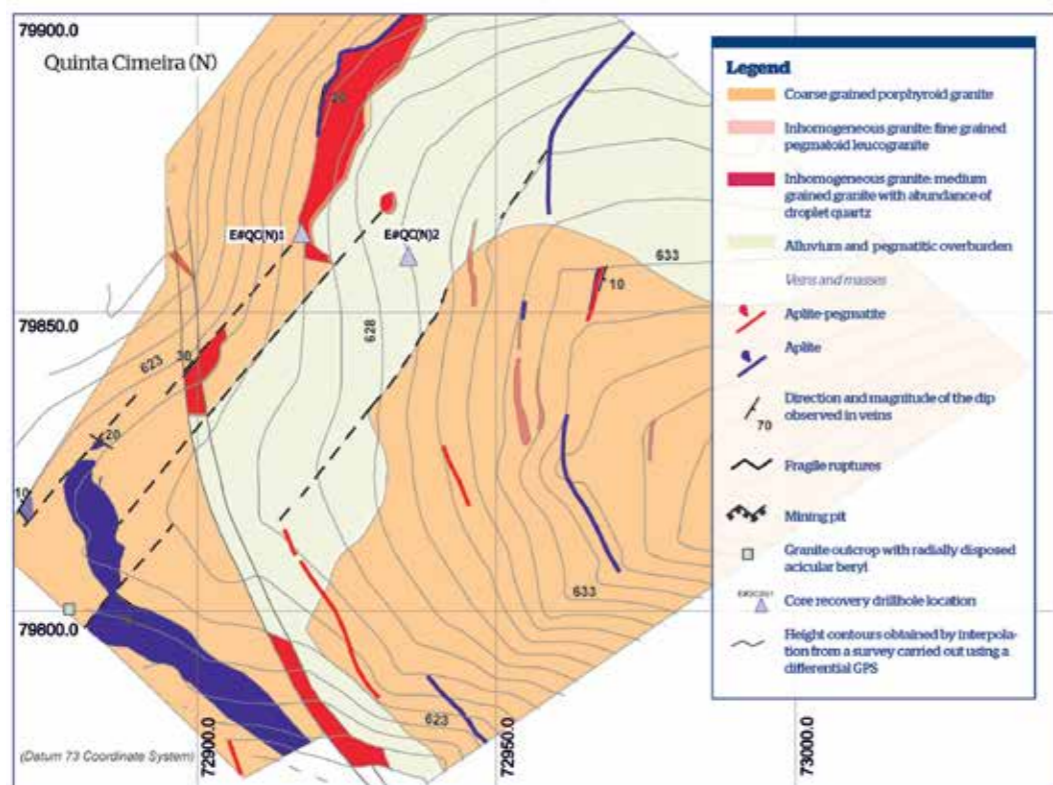 79900.0
Quinta Cimeira (N)
20
E#QC(N)1
E#QC(N)2
633
10
79850.0
628
623
30
20
10
633
79800.0
623
72900.0
72950.0
73000.0
(Datum 73 Coordinate System)
Legend
Coarse grained porphyroid granite
Inhomogeneous granite: fine grained
pegmatoid leucogranite
Inhomogeneous granite: medium
grained granite with abundance of
droplet quartz
Alluvium and pegmatitic overburden
Veins and masses
Aplite-pegmatite
Aplite
Direction and magnitude of the dip
observed in veins
70
Fragile ruptures
Mining pit
Granite outcrop with radially disposed
acicular beryl
Core recovery drillhole location
Height contours obtained by interpola-
tion from a survey carried out using a
differential GPS